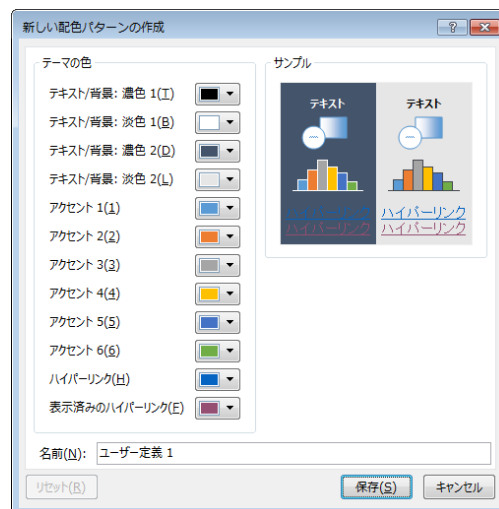 新しい配色パターンの作成
テーマの色
テキスト/背景: 濃色 1(T)
テキスト/背景: 淡色 1(B)
テキスト/背景: 濃色 2(D)
テキスト/背景: 淡色 2(L)
アクセント 1(1)
アクセント 2(2)
アクセント 3(3)
アクセント 4(4)
アクセント 5(5)
アクセント 6(6)
ハイパーリンク(H)
表示済みのハイパーリンク(F)
サンプル
テキスト テキスト
ハイパーリンク ハイパーリンク
ハイパーリンク ハイパーリンク
名前(N): ユーザー定義 1
リセット(R) 保存(S) キャンセル